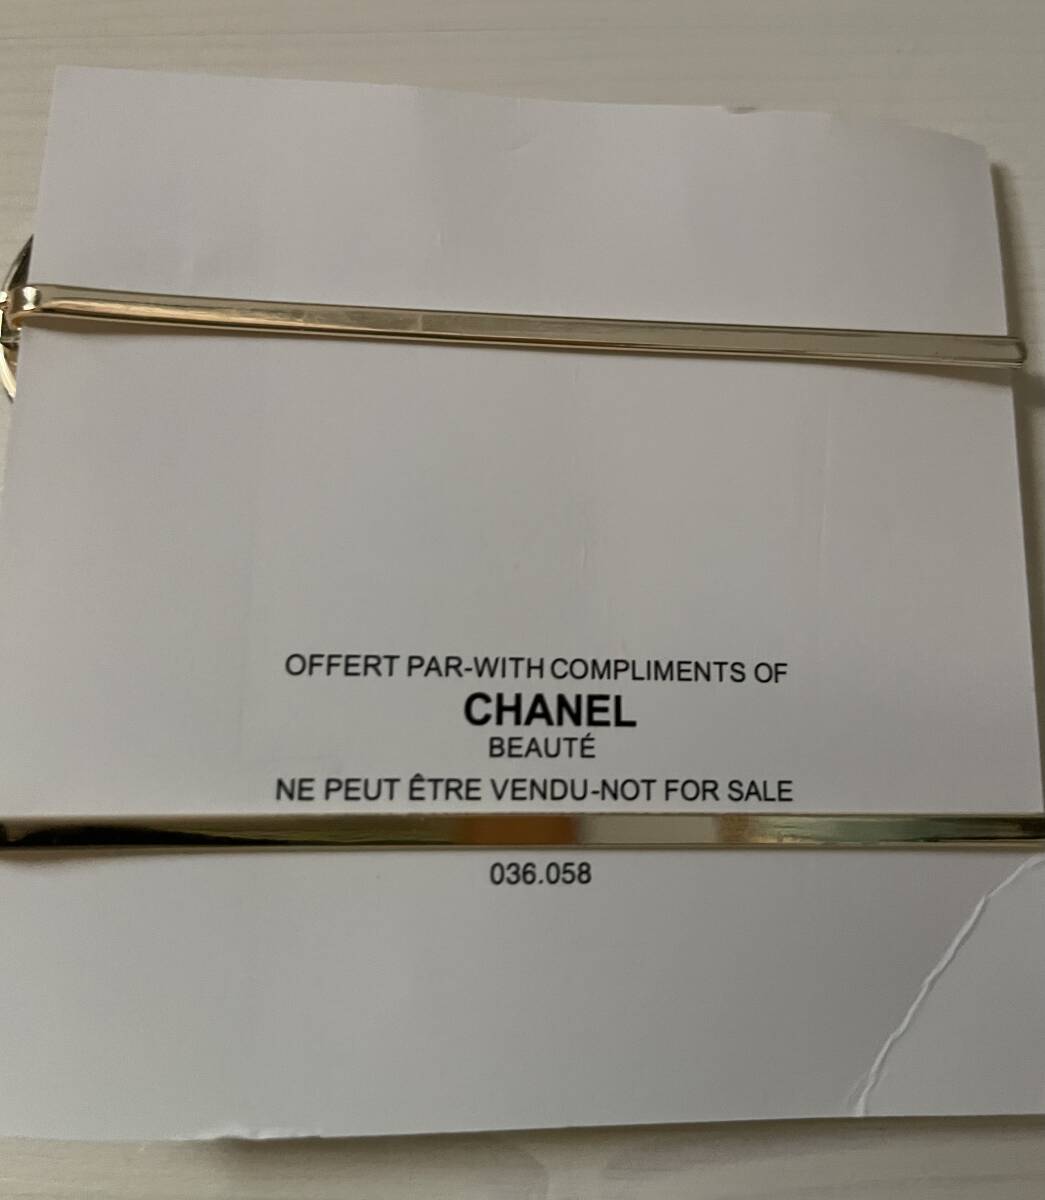 OFFERT PAR-WITH COMPLIMENTS OF
CHANEL
BEAUTÉ
NE PEUT ÊTRE VENDU-NOT FOR SALE
036.058